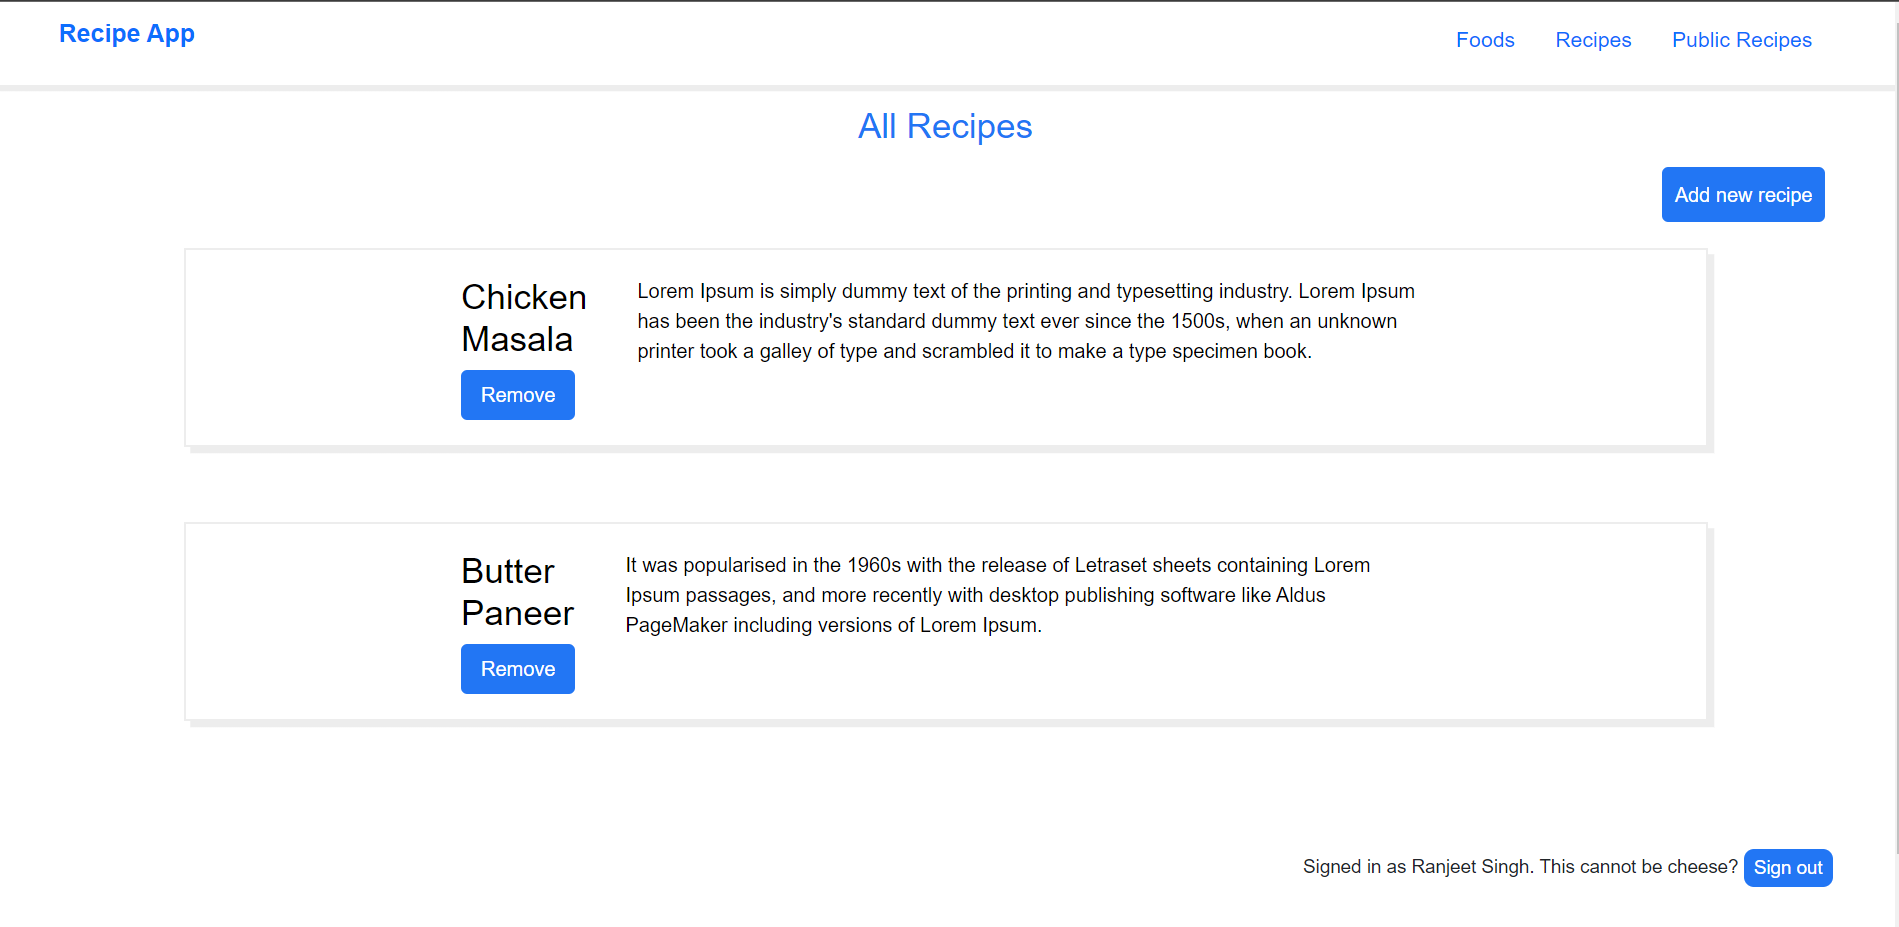 Recipe App
Foods Recipes Public Recipes
All Recipes
Add new recipe
Chicken
Masala
Lorem Ipsum is simply dummy text of the printing and typesetting industry. Lorem Ipsum
has been the industry's standard dummy text ever since the 1500s, when an unknown
printer took a galley of type and scrambled it to make a type specimen book.
Remove
Butter
Paneer
It was popularised in the 1960s with the release of Letraset sheets containing Lorem
Ipsum passages, and more recently with desktop publishing software like Aldus
PageMaker including versions of Lorem Ipsum.
Remove
Signed in as Ranjeet Singh. This cannot be cheese? Sign out